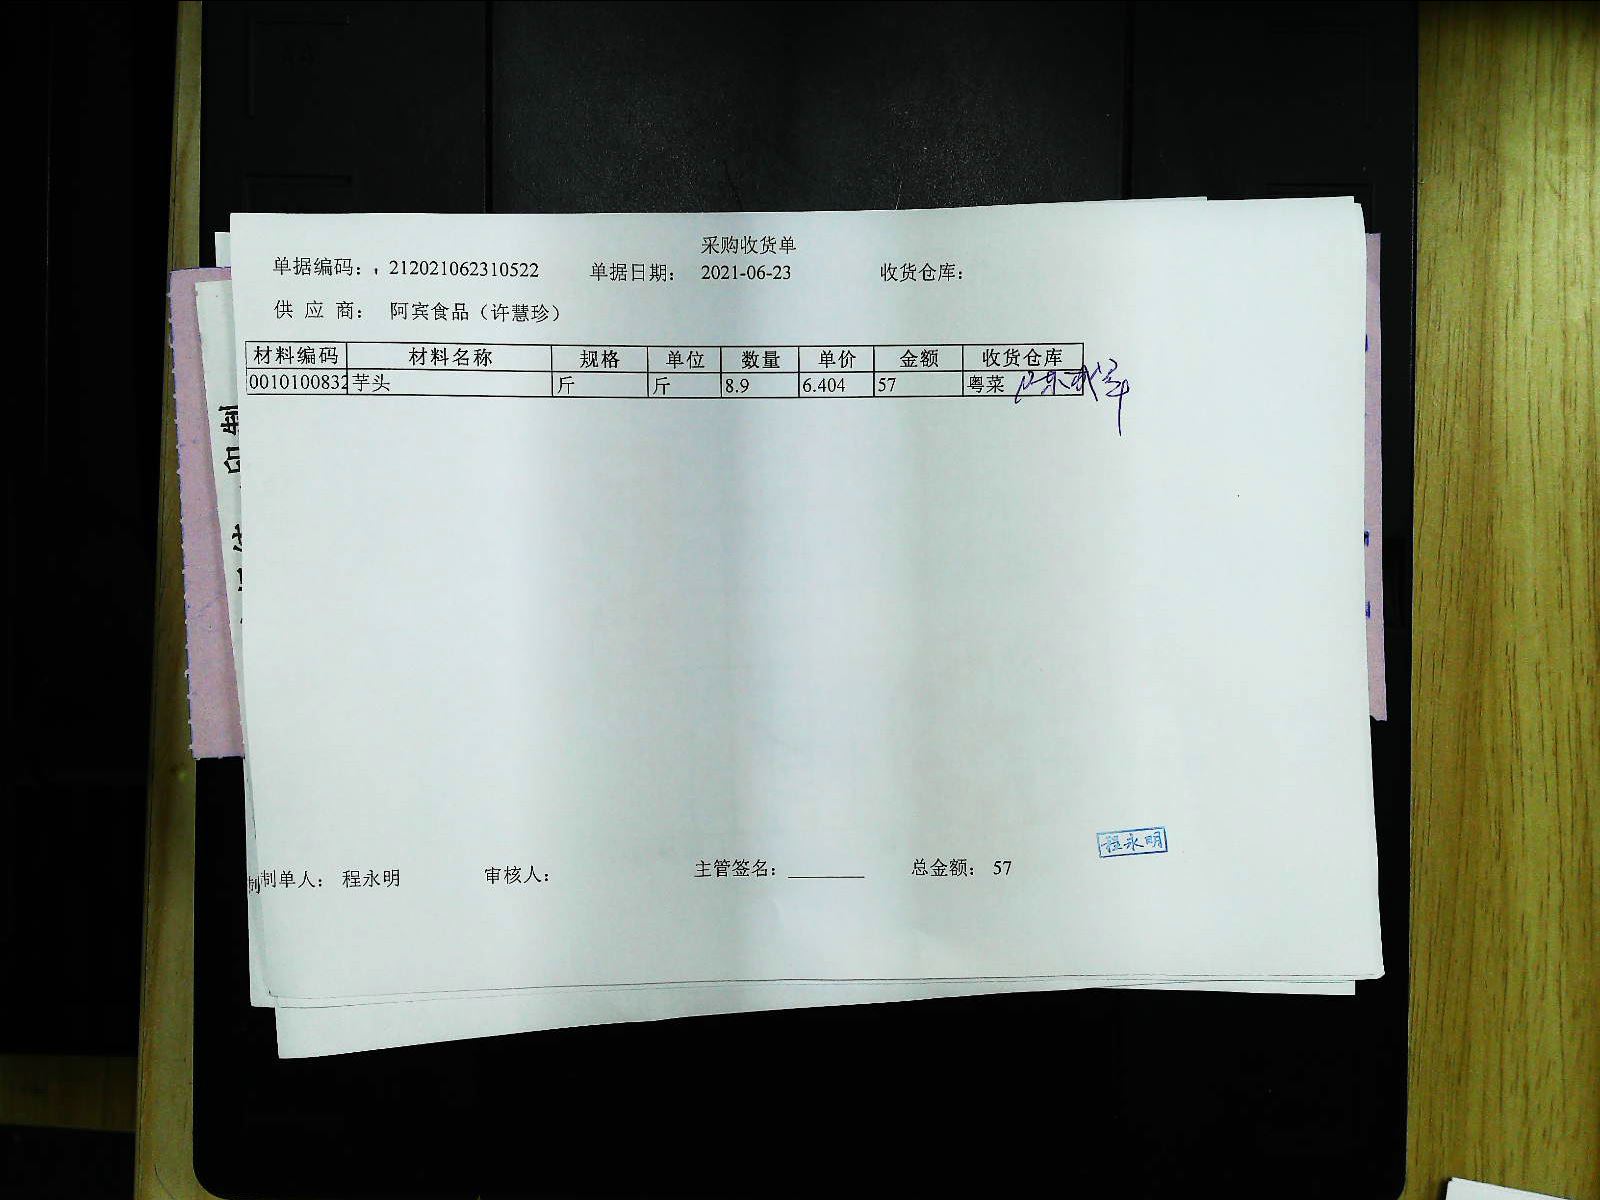 采购收货单
单据编码: 212021062310522 单据日期: 2021-06-23 收货仓库:
供 应 商: 阿宾食品（许慧珍）
材料编码 材料名称 规格 单位 数量 单价 金额 收货仓库
0010100832 芋头 斤 斤 8.9 6.404 57 粤菜
程永明
制单人: 程永明 审核人: 主管签名: ________ 总金额: 57